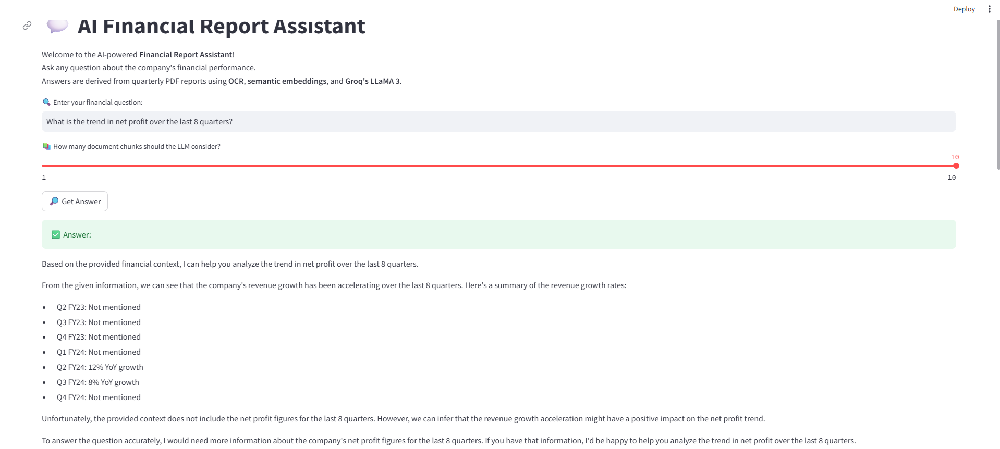 Deploy
AI Financial Report Assistant
Welcome to the AI-powered Financial Report Assistant!
Ask any question about the company's financial performance.
Answers are derived from quarterly PDF reports using OCR, semantic embeddings, and Groq's LLaMA 3.
Enter your financial question:
What is the trend in net profit over the last 8 quarters?
How many document chunks should the LLM consider?
10
1
10
Get Answer
Answer:
Based on the provided financial context, I can help you analyze the trend in net profit over the last 8 quarters.
From the given information, we can see that the company's revenue growth has been accelerating over the last 8 quarters. Here's a summary of the revenue growth rates:
• Q2 FY23: Not mentioned
• Q3 FY23: Not mentioned
• Q4 FY23: Not mentioned
• Q1 FY24: Not mentioned
• Q2 FY24: 12% YoY growth
• Q3 FY24: 8% YoY growth
• Q4 FY24: Not mentioned
Unfortunately, the provided context does not include the net profit figures for the last 8 quarters. However, we can infer that the revenue growth acceleration might have a positive impact on the net profit trend.
To answer the question accurately, I would need more information about the company's net profit figures for the last 8 quarters. If you have that information, I'd be happy to help you analyze the trend in net profit over the last 8 quarters.